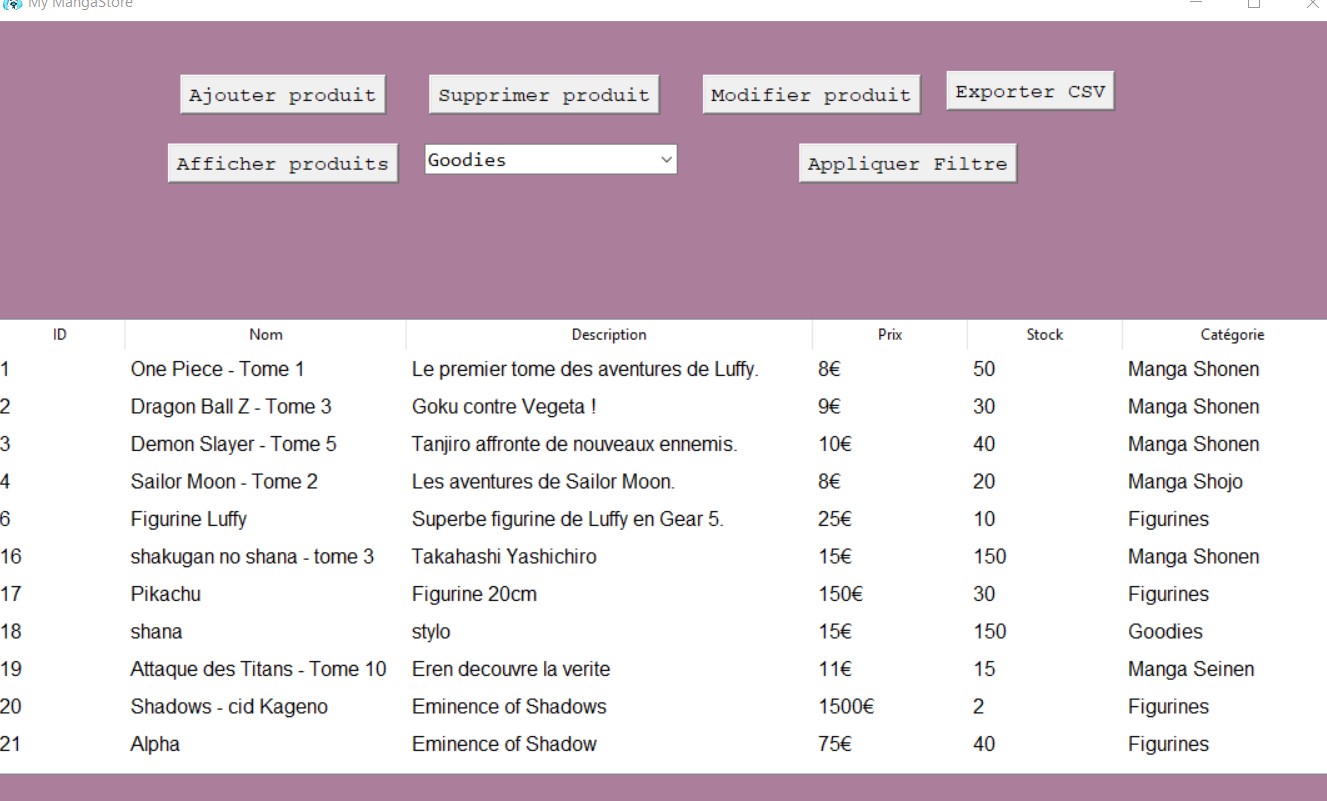 My MangaStore
Ajouter produit Supprimer produit Modifier produit Exporter CSV
Afficher produits Goodies Appliquer Filtre
ID Nom Description Prix Stock Catégorie
1 One Piece - Tome 1 Le premier tome des aventures de Luffy. 8€ 50 Manga Shonen
2 Dragon Ball Z - Tome 3 Goku contre Vegeta ! 9€ 30 Manga Shonen
3 Demon Slayer - Tome 5 Tanjiro affronte de nouveaux ennemis. 10€ 40 Manga Shonen
4 Sailor Moon - Tome 2 Les aventures de Sailor Moon. 8€ 20 Manga Shojo
6 Figurine Luffy Superbe figurine de Luffy en Gear 5. 25€ 10 Figurines
16 shakugan no shana - tome 3 Takahashi Yashichiro 15€ 150 Manga Shonen
17 Pikachu Figurine 20cm 150€ 30 Figurines
18 shana stylo 15€ 150 Goodies
19 Attaque des Titans - Tome 10 Eren decouvre la verite 11€ 15 Manga Seinen
20 Shadows - cid Kageno Eminence of Shadows 1500€ 2 Figurines
21 Alpha Eminence of Shadow 75€ 40 Figurines